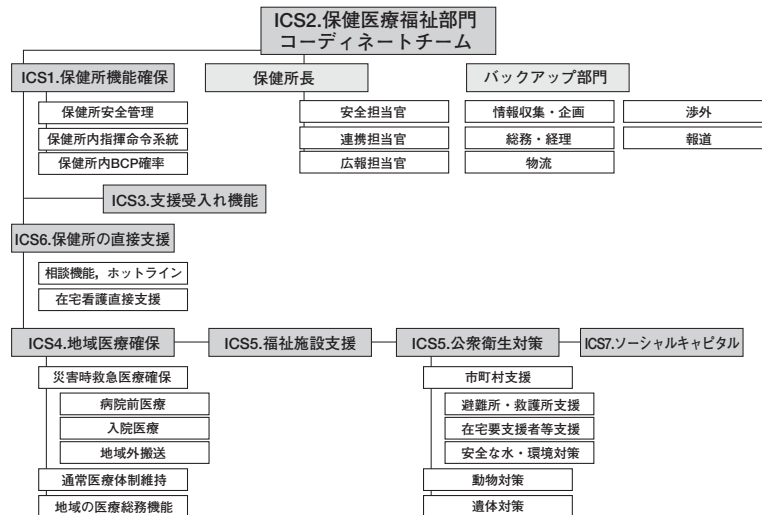 ICS2.保健医療福祉部門
コーディネートチーム
ICS1.保健所機能確保
保健所長
バックアップ部門
保健所安全管理
安全担当官
情報収集・企画
渉外
保健所内指揮命令系統
連携担当官
総務・経理
報道
保健所内BCP確率
広報担当官
物流
ICS3.支援受入れ機能
ICS6.保健所の直接支援
相談機能,ホットライン
在宅看護直接支援
ICS4.地域医療確保
ICS5.福祉施設支援
ICS5.公衆衛生対策
ICS7.ソーシャルキャピタル
災害時救急医療確保
市町村支援
病院前医療
避難所・救護所支援
入院医療
在宅要支援者等支援
地域外搬送
安全な水・環境対策
通常医療体制維持
動物対策
地域の医療総務機能
遺体対策